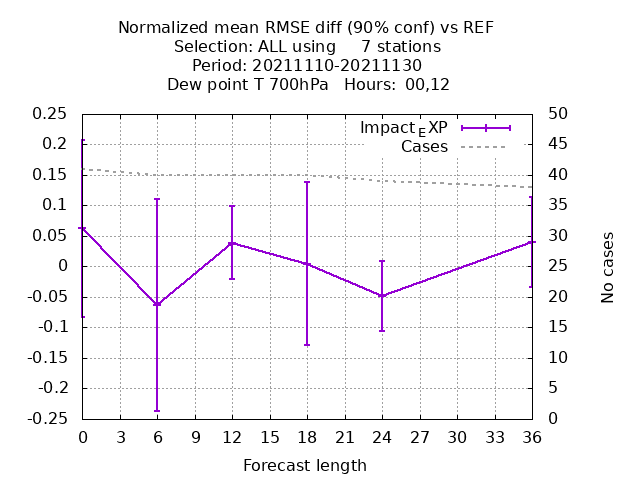 Normalized mean RMSE diff (90% conf) vs REF
Selection: ALL using     7 stations
Period: 20211110-20211130
Dew point T 700hPa   Hours:  00,12
0.25
0.2
0.15
0.1
0.05
0
-0.05
-0.1
-0.15
-0.2
-0.25
Impact_E XP
Cases
50
45
40
35
30
25
20
15
10
5
0
No cases
0 3 6 9 12 15 18 21 24 27 30 33 36
Forecast length